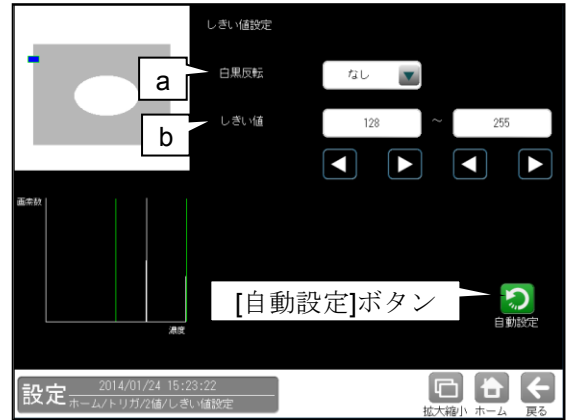 しきい値設定
a
白黒反転
なし
b
しきい値
128
～
255
画素数
濃度
[自動設定]ボタン
自動設定
設定
2014/01/24 15:23:22
ホーム/トリガ/2値/しきい値設定
拡大縮小 ホーム 戻る